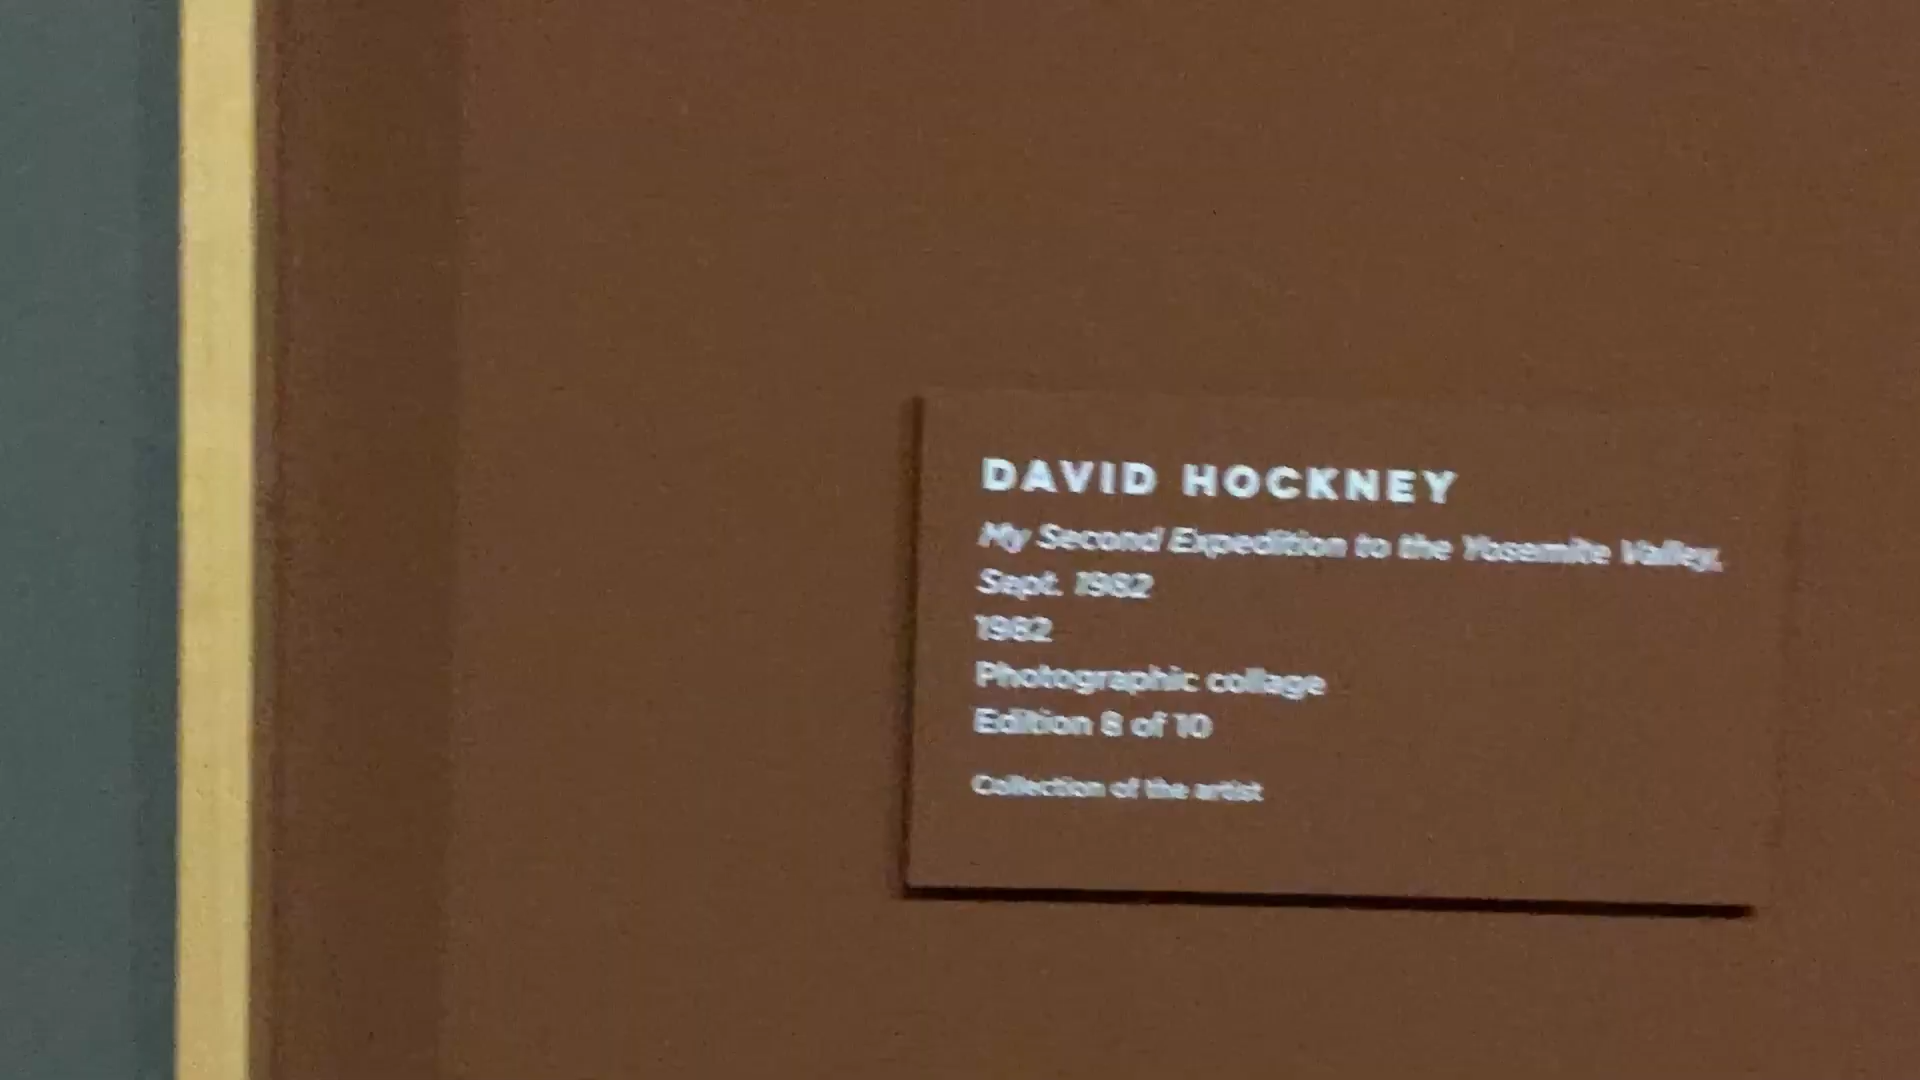 DAVID HOCKNEY
My Second Expedition to the Yosemite Valley,
Sept. 1982
1982
Photographic collage
Edition 8 of 10
Collection of the artist